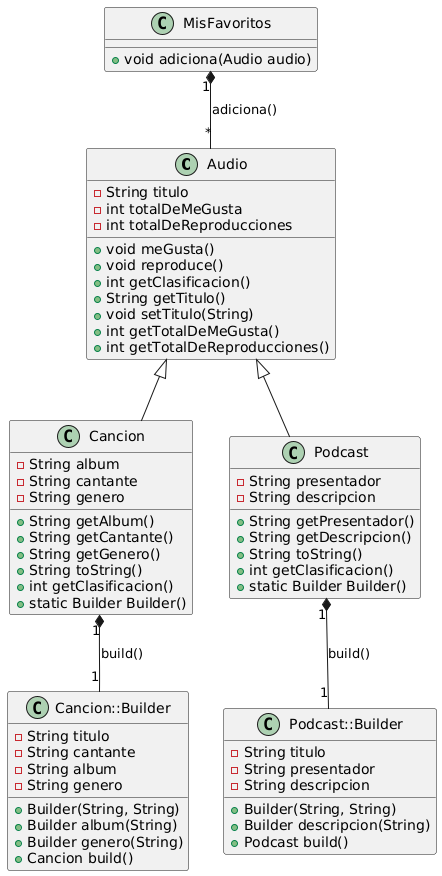 C MisFavoritos
void adiciona(Audio audio)
1
adiciona()
*
C Audio
String titulo
int totalDeMeGusta
int totalDeReproducciones
void meGusta()
void reproduce()
int getClasificacion()
String getTitulo()
void setTitulo(String)
int getTotalDeMeGusta()
int getTotalDeReproducciones()
C Cancion
String album
String cantante
String genero
String getAlbum()
String getCantante()
String getGenero()
String toString()
int getClasificacion()
static Builder Builder()
C Podcast
String presentador
String descripcion
String getPresentador()
String getDescripcion()
String toString()
int getClasificacion()
static Builder Builder()
1
build()
1
1
build()
1
C Cancion::Builder
String titulo
String cantante
String album
String genero
Builder(String, String)
Builder album(String)
Builder genero(String)
Cancion build()
C Podcast::Builder
String titulo
String presentador
String descripcion
Builder(String, String)
Builder descripcion(String)
Podcast build()